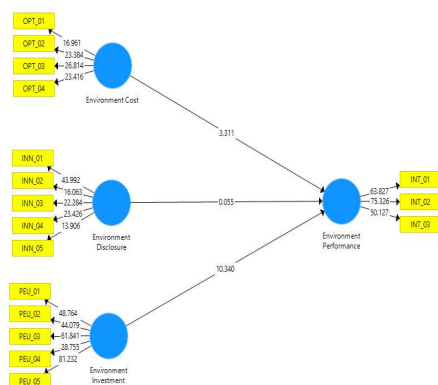 OPT_01
OPT_02
OPT_03
OPT_04
16.961
23.384
26.814
23.416
Environment Cost
3.311
INN_01
INN_02
INN_03
INN_04
INN_05
43.992
16.063
22.284
23.426
13.906
Environment
Disclosure
0.055
PEU_01
PEU_02
PEU_03
PEU_04
PEU_05
48.764
44.079
61.841
28.755
81.232
Environment
Investment
10.340
Environment
Performance
63.827
75.326
50.127
INT_01
INT_02
INT_03